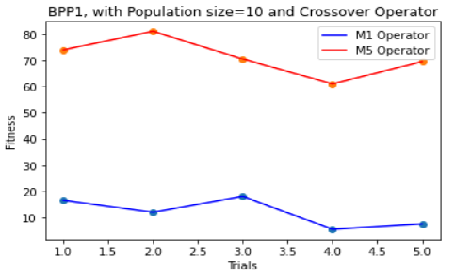 BPP1, with Population size=10 and Crossover Operator
M1 Operator
M5 Operator
Fitness
80
70
60
50
40
30
20
10
1.0 1.5 2.0 2.5 3.0 3.5 4.0 4.5 5.0
Trials